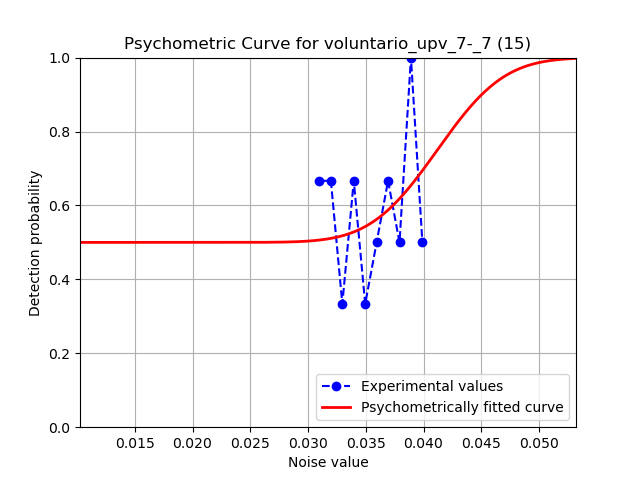 Psychometric Curve for voluntario_upv_7-_7 (15)
1.0
0.8
0.6
0.4
0.2
0.0
Detection probability
0.015 0.020 0.025 0.030 0.035 0.040 0.045 0.050
Noise value
Experimental values
Psychometrically fitted curve